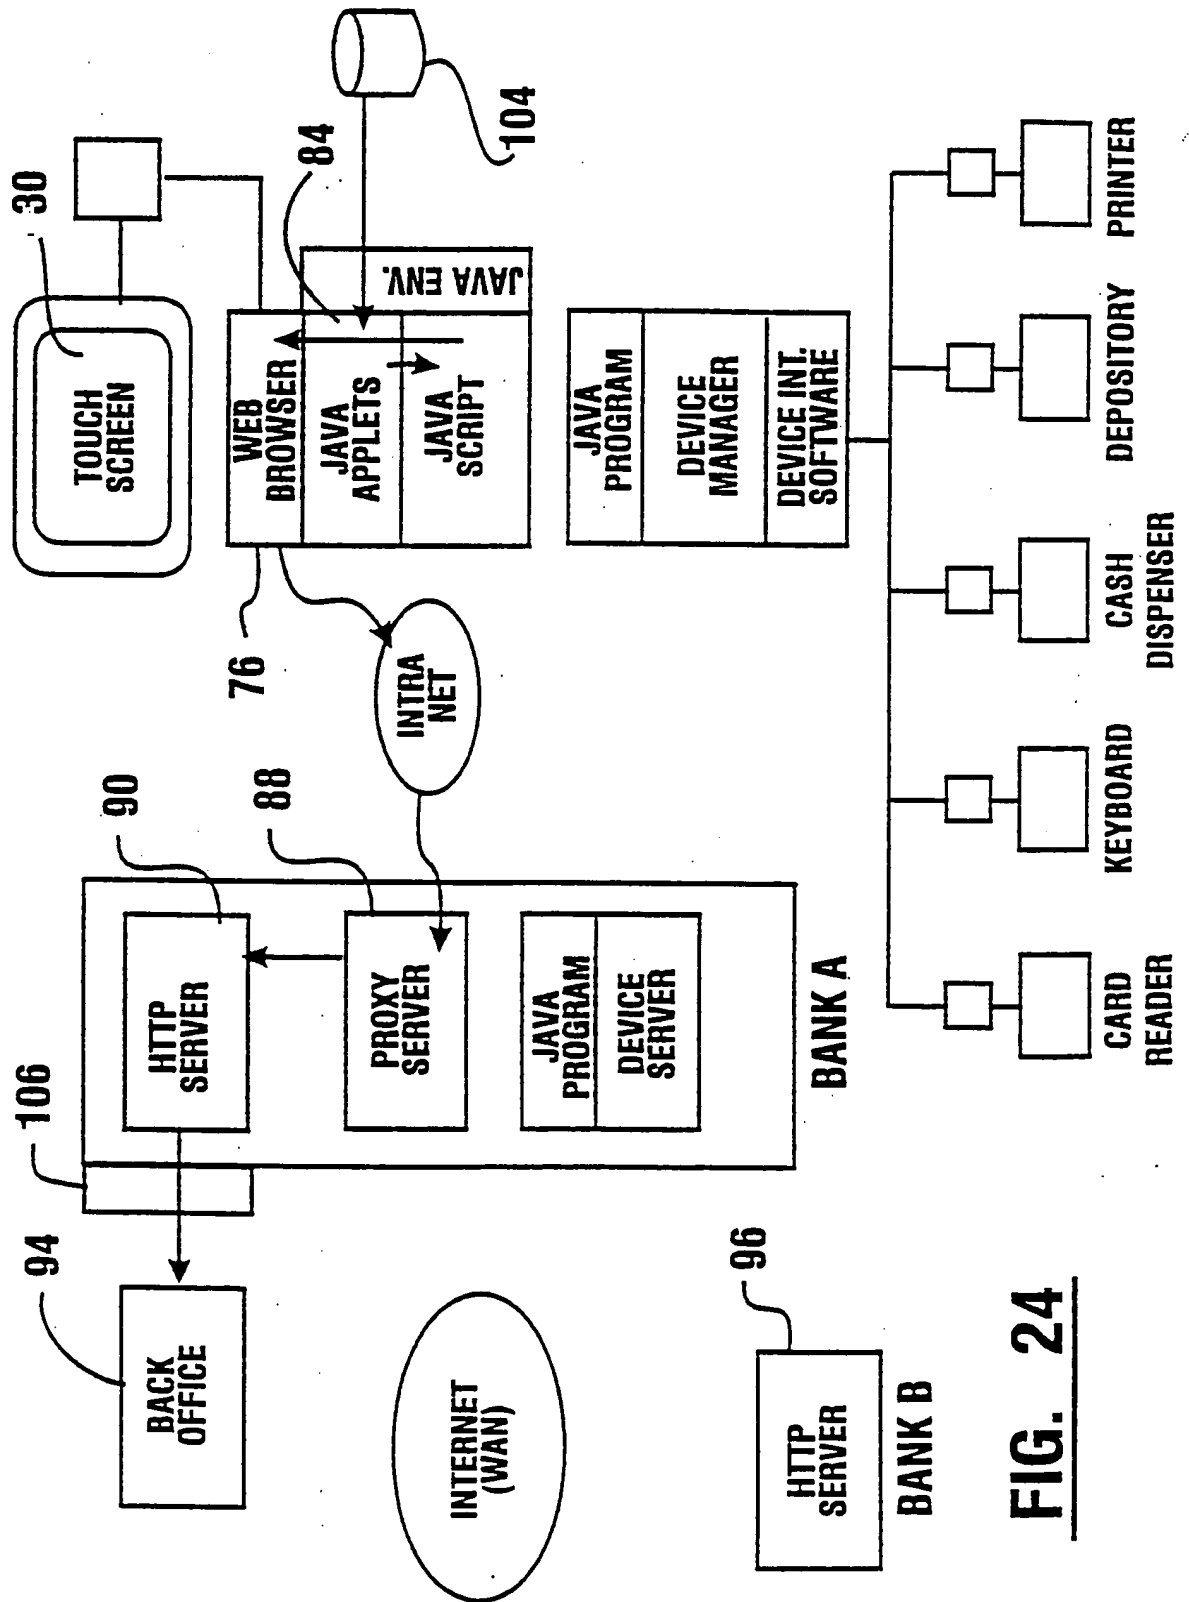 94
106
90
30
BACK
OFFICE
HTTP
SERVER
TOUCH
SCREEN
88
76
84
104
INTERNET
(WAN)
PROXY
SERVER
INTRA
NET
WEB
BROWSER
JAVA
APPLETS
JAVA
SCRIPT
JAVA ENV.
96
JAVA
PROGRAM
DEVICE
SERVER
JAVA
PROGRAM
DEVICE
MANAGER
DEVICE INT.
SOFTWARE
HTTP
SERVER
BANK B
BANK A
CARD
READER
KEYBOARD
CASH
DISPENSER
DEPOSITORY
PRINTER
FIG. 24